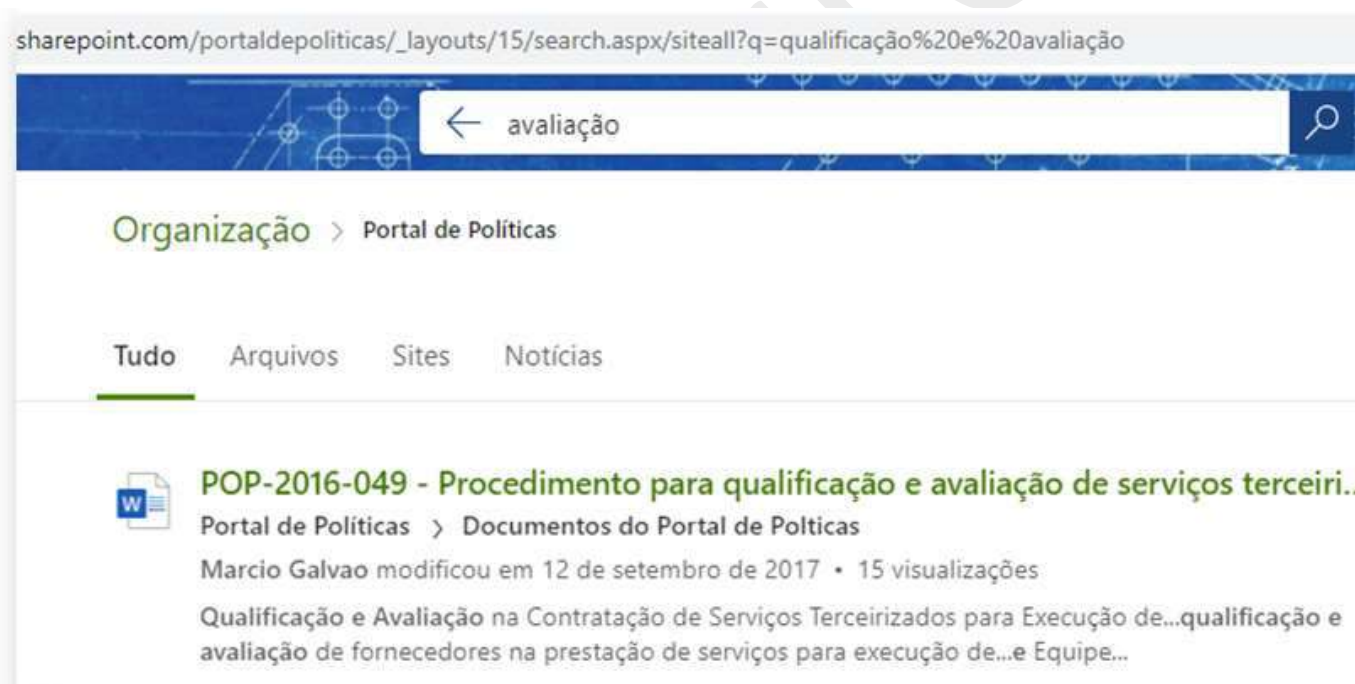 sharepoint.com/portaldepoliticas/_layouts/15/search.aspx/siteall?q=qualificação%20e%20avaliação
avaliação
Organização > Portal de Políticas
Tudo Arquivos Sites Notícias
POP-2016-049 - Procedimento para qualificação e avaliação de serviços terceiri..
Portal de Políticas > Documentos do Portal de Polticas
Marcio Galvao modificou em 12 de setembro de 2017 • 15 visualizações
Qualificação e Avaliação na Contratação de Serviços Terceirizados para Execução de...qualificação e
avaliação de fornecedores na prestação de serviços para execução de...e Equipe...